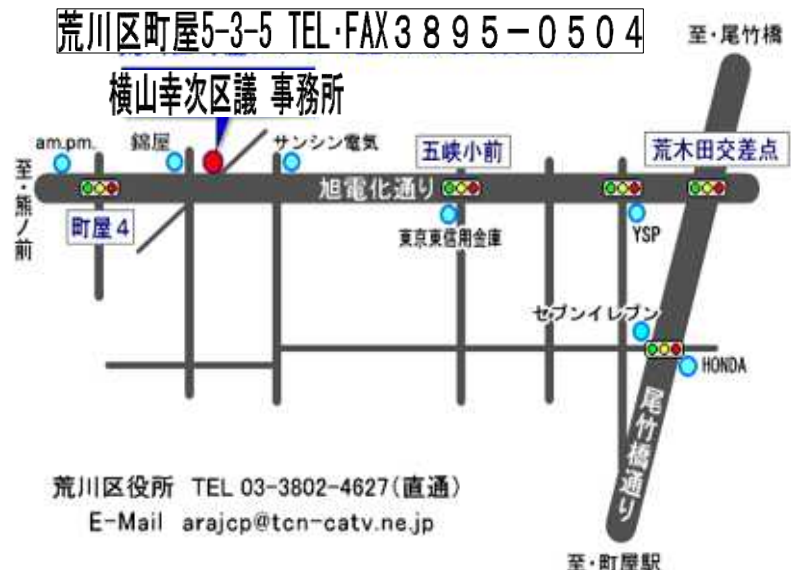 荒川区町屋5-3-5 TEL・FAX3895-0504
至・尾竹橋
横山幸次区議 事務所
am.pm.
錦屋
サンシン電気
五峡小前
荒木田交差点
至・熊ノ前
旭電化通り
町屋4
東京東信用金庫
YSP
セブンイレブン
HONDA
尾竹橋通り
荒川区役所 TEL 03-3802-4627(直通)
E-Mail arajcp@tcn-catv.ne.jp
至・町屋駅